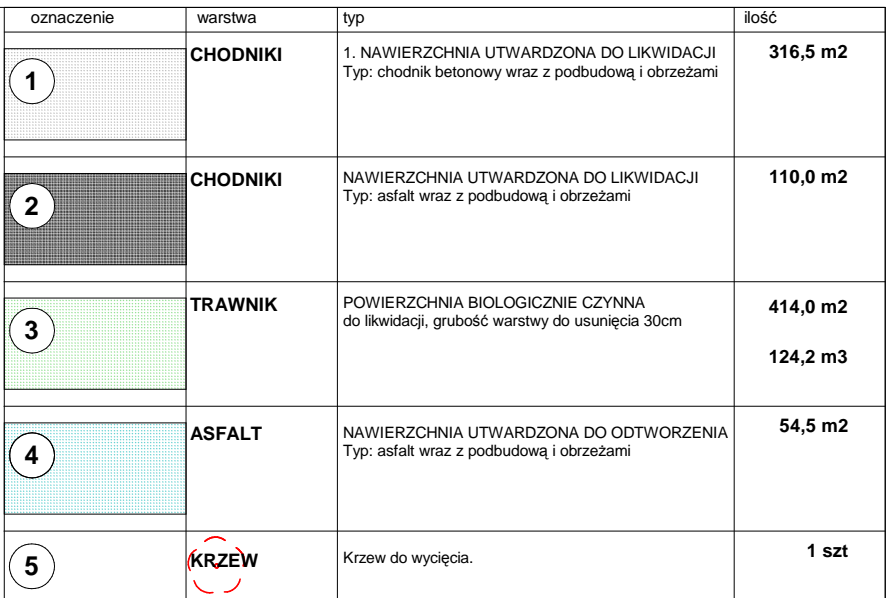 oznaczenie warstwa typ ilość
1 CHODNIKI 1. NAWIERZCHNIA UTWARDZONA DO LIKWIDACJI 316,5 m2
Typ: chodnik betonowy wraz z podbudową i obrzeżami
2 CHODNIKI NAWIERZCHNIA UTWARDZONA DO LIKWIDACJI 110,0 m2
Typ: asfalt wraz z podbudową i obrzeżami
3 TRAWNIK POWIERZCHNIA BIOLOGICZNIE CZYNNA 414,0 m2
do likwidacji, grubość warstwy do usunięcia 30cm
124,2 m3
4 ASFALT NAWIERZCHNIA UTWARDZONA DO ODTWORZENIA 54,5 m2
Typ: asfalt wraz z podbudową i obrzeżami
5 KRZEW Krzew do wycięcia. 1 szt